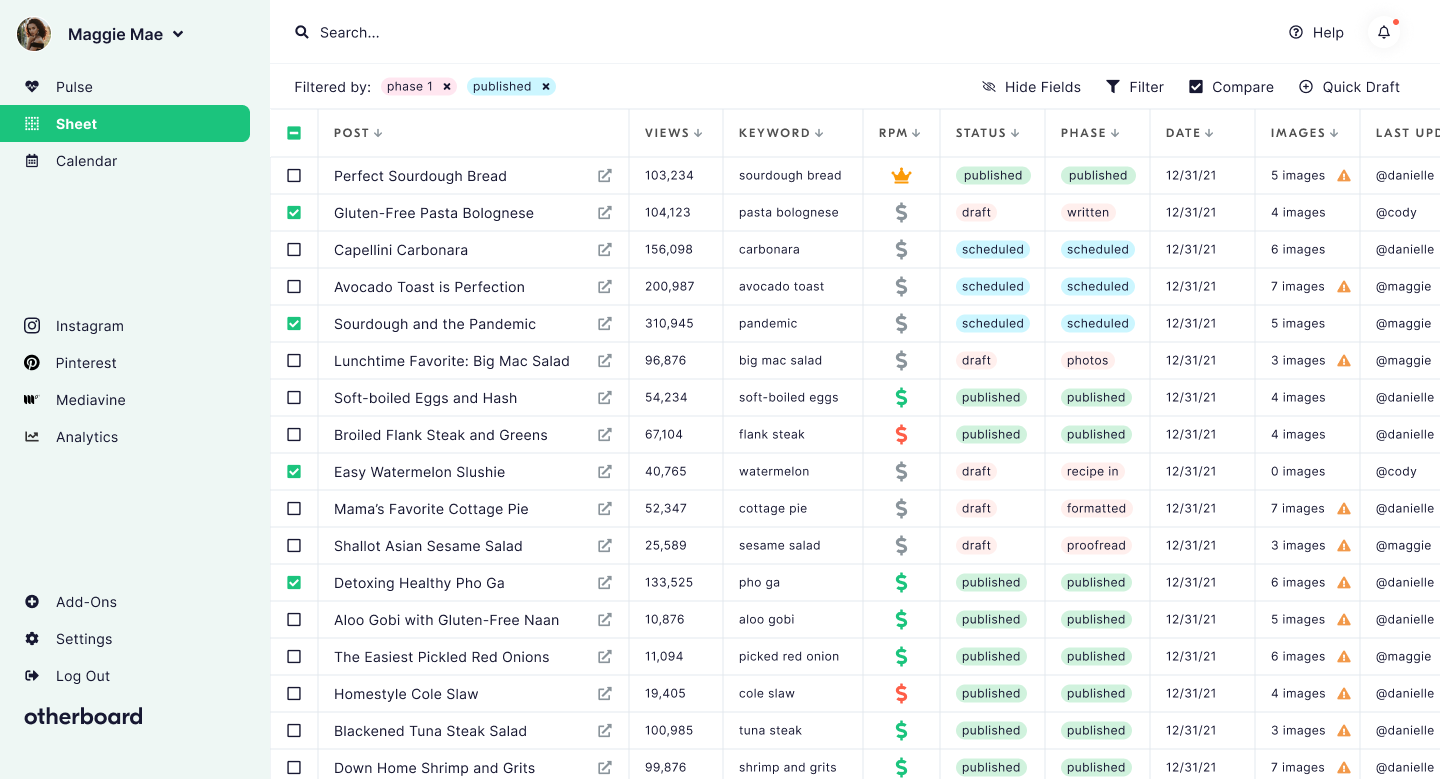 Maggie Mae
Search...
Help
Pulse
Sheet
Calendar
Instagram
Pinterest
Mediavine
Analytics
Add-Ons
Settings
Log Out
otherboard
Filtered by: phase 1 published Hide Fields Filter Compare Quick Draft
POST VIEWS KEYWORD RPM STATUS PHASE DATE IMAGES LAST UPD
Perfect Sourdough Bread 103,234 sourdough bread published published 12/31/21 5 images @danielle
Gluten-Free Pasta Bolognese 104,123 pasta bolognese $ draft written 12/31/21 4 images @cody
Capellini Carbonara 156,098 carbonara $ scheduled scheduled 12/31/21 6 images @danielle
Avocado Toast is Perfection 200,987 avocado toast $ scheduled scheduled 12/31/21 7 images @maggie
Sourdough and the Pandemic 310,945 pandemic $ scheduled scheduled 12/31/21 5 images @maggie
Lunchtime Favorite: Big Mac Salad 96,876 big mac salad $ draft photos 12/31/21 3 images @maggie
Soft-boiled Eggs and Hash 54,234 soft-boiled eggs $ published published 12/31/21 4 images @danielle
Broiled Flank Steak and Greens 67,104 flank steak $ published published 12/31/21 4 images @danielle
Easy Watermelon Slushie 40,765 watermelon $ draft recipe in 12/31/21 0 images @cody
Mama’s Favorite Cottage Pie 52,347 cottage pie $ draft formatted 12/31/21 7 images @danielle
Shallot Asian Sesame Salad 25,589 sesame salad $ draft proofread 12/31/21 3 images @maggie
Detoxing Healthy Pho Ga 133,525 pho ga $ published published 12/31/21 6 images @danielle
Aloo Gobi with Gluten-Free Naan 10,876 aloo gobi $ published published 12/31/21 5 images @danielle
The Easiest Pickled Red Onions 11,094 picked red onion $ published published 12/31/21 6 images @maggie
Homestyle Cole Slaw 19,405 cole slaw $ published published 12/31/21 4 images @danielle
Blackened Tuna Steak Salad 100,985 tuna steak $ published published 12/31/21 3 images @danielle
Down Home Shrimp and Grits 99,876 shrimp and grits $ published published 12/31/21 7 images @danielle